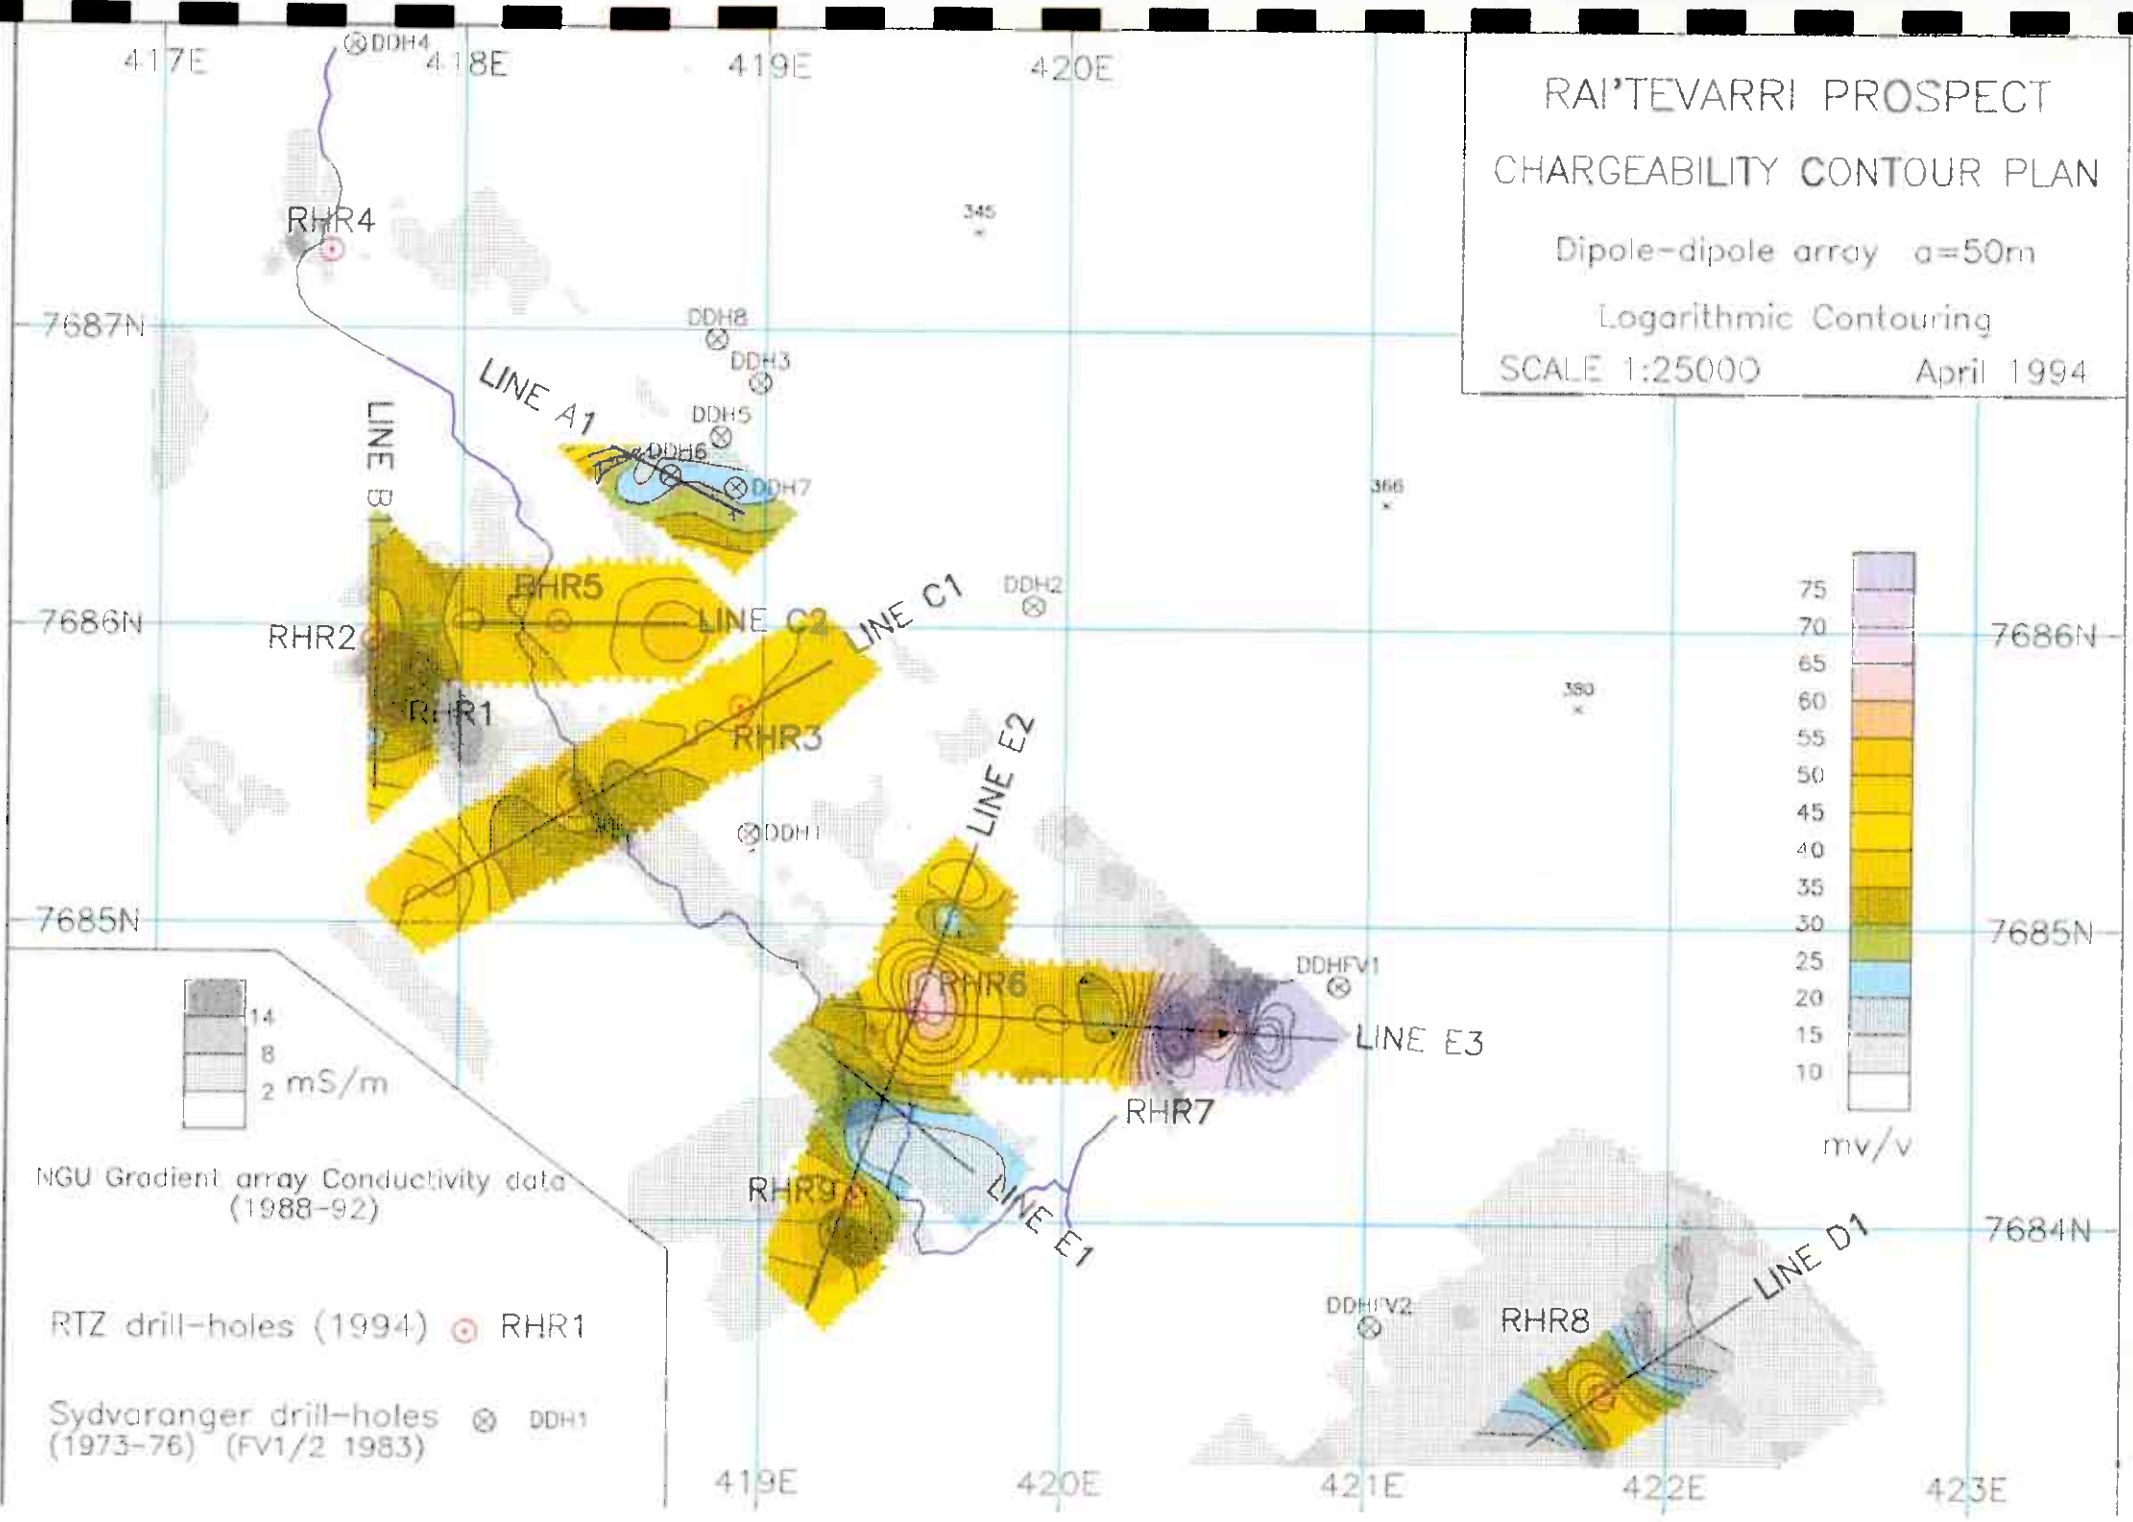 DDH4
417E 418E 419E 420E
RAI'TEVARRI PROSPECT
CHARGEABILITY CONTOUR PLAN
Dipole-dipole array a=50m
Logarithmic Contouring
SCALE 1:25000 April 1994
RHR4
345
7687N
DDH8
DDH3
LINE A1
DDH5
DDH6
DDH7
LINE B1
366
RHR5
DDH2
7686N
LINE C2
LINE C1
RHR2
7686N
RHR1
RHR3
380
LINE E2
DDH1
7685N
7685N
RHR6
DDHFV1
LINE E3
RHR7
RHR9
LINE E1
7684N
LINE D1
DDHFV2
RHR8
75
70
65
60
55
50
45
40
35
30
25
20
15
10
mv/v
14
8
2 mS/m
NGU Gradient array Conductivity data
(1988-92)
RTZ drill-holes (1994) RHR1
Sydvaranger drill-holes DDH1
(1973-76) (FV1/2 1983)
419E 420E 421E 422E 423E